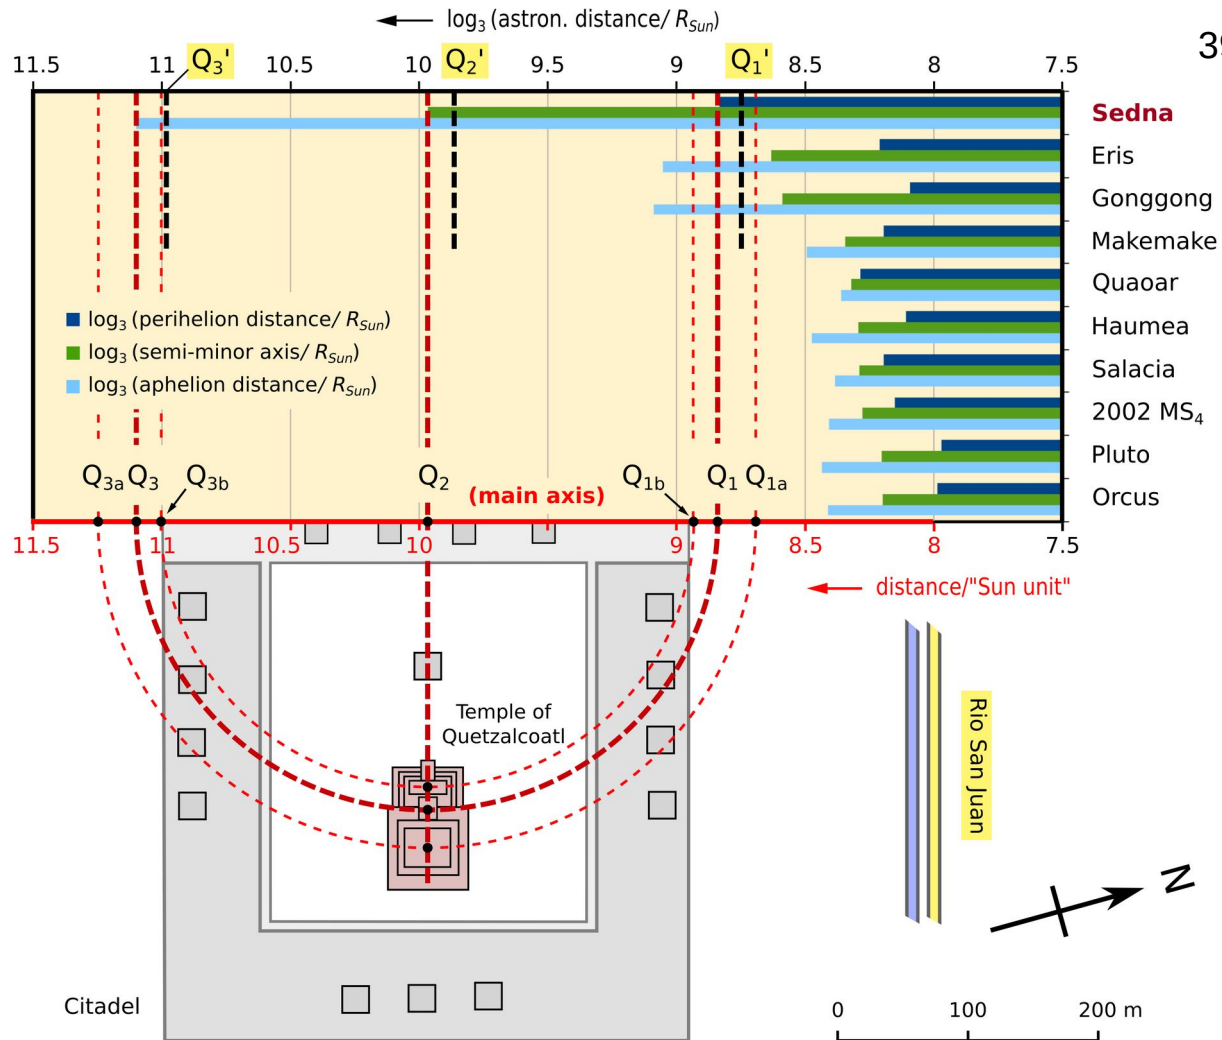 log₃ (astron. distance/ R_Sun)
39
11.5 11 Q₃' 10.5 10 Q₂' 9.5 9 Q₁' 8.5 8 7.5
Sedna
Eris
Gonggong
Makemake
Quaoar
log₃ (perihelion distance/ R_Sun)
Haumea
log₃ (semi-minor axis/ R_Sun)
Salacia
log₃ (aphelion distance/ R_Sun)
2002 MS₄
Pluto
Q₃ₐ Q₃ Q₃b Q₂ Q₁b Q₁ Q₁ₐ
(main axis)
Orcus
11.5 11 10.5 10 9.5 9 8.5 8 7.5
distance/"Sun unit"
Temple of
Quetzalcoatl
Rio San Juan
N
Citadel
0 100 200 m